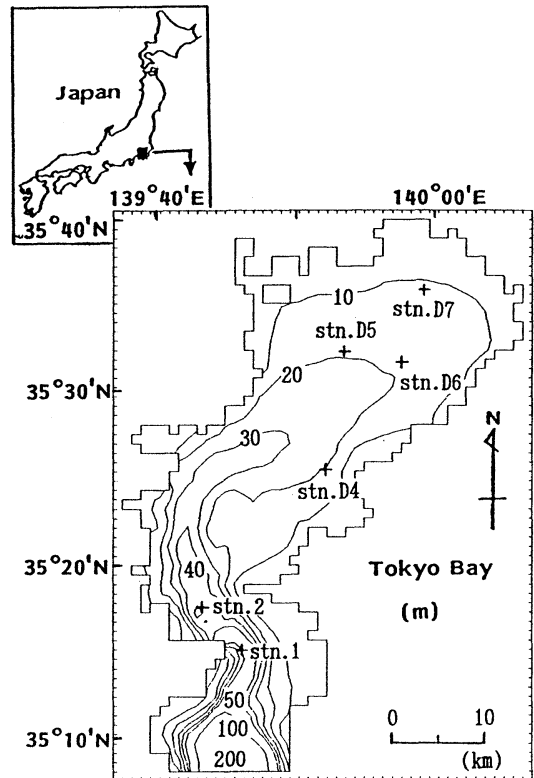 Japan
139°40'E
140°00'E
35°40'N
10
stn.D7
stn.D5
20
stn.D6
35°30'N
30
N
stn.D4
35°20'N
40
Tokyo Bay
stn.2
(m)
stn.1
50
0 10
35°10'N
100
(km)
200